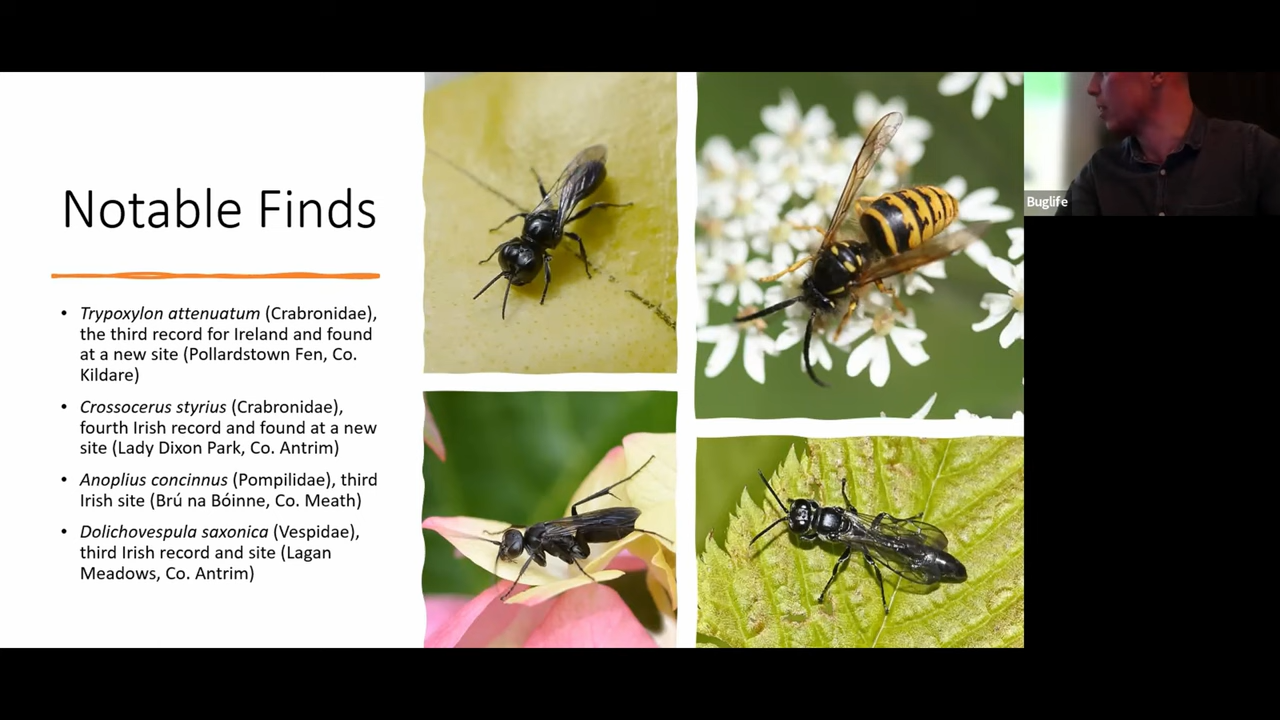 Notable Finds
• Trypoxylon attenuatum (Crabronidae),
the third record for Ireland and found
at a new site (Pollardstown Fen, Co.
Kildare)
• Crossocerus styrius (Crabronidae),
fourth Irish record and found at a new
site (Lady Dixon Park, Co. Antrim)
• Anoplius concinnus (Pompilidae), third
Irish site (Brú na Bóinne, Co. Meath)
• Dolichovespula saxonica (Vespidae),
third Irish record and site (Lagan
Meadows, Co. Antrim)
Buglife